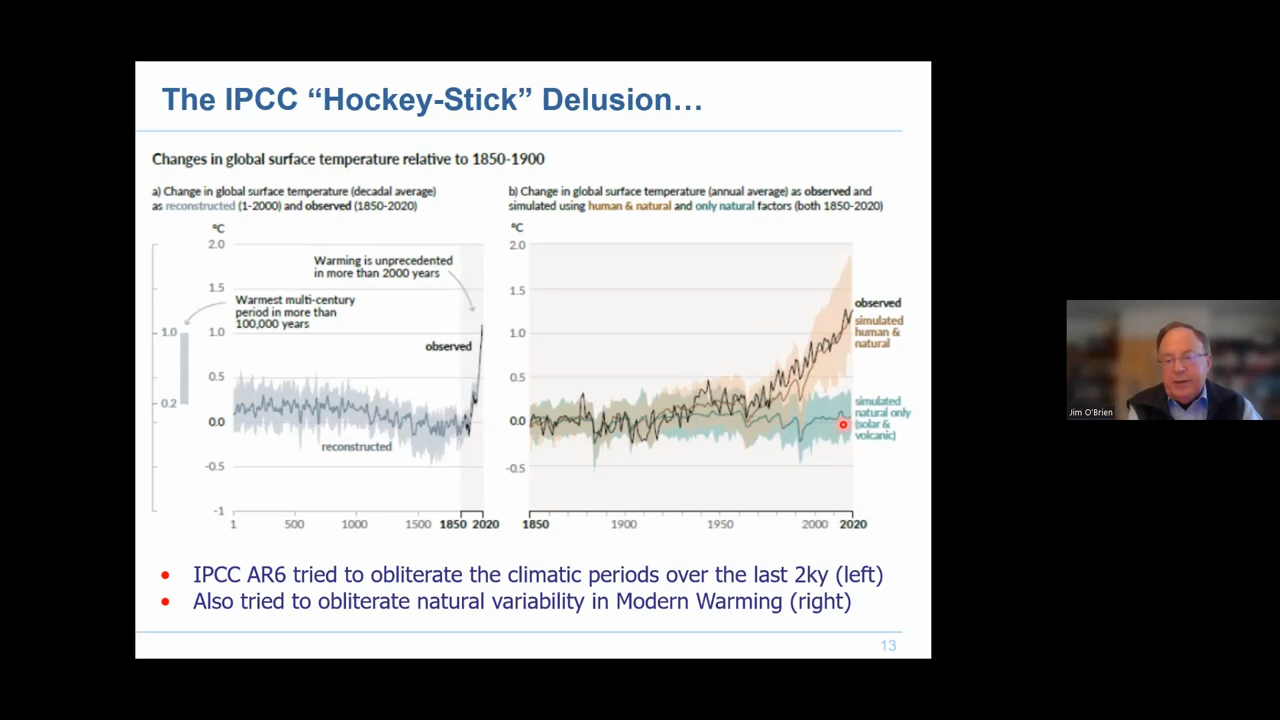 The IPCC “Hockey-Stick” Delusion…
Changes in global surface temperature relative to 1850-1900
a) Change in global surface temperature (decadal average)
as reconstructed (1-2000) and observed (1850-2020)
ºC
2.0
1.5
1.0
0.5
0.0
-0.5
-1
1.0
0.2
Warming is unprecedented
in more than 2000 years
Warmest multi-century
period in more than
100,000 years
observed
reconstructed
1 500 1000 1500 1850 2020
b) Change in global surface temperature (annual average) as observed and
simulated using human & natural and only natural factors (both 1850-2020)
ºC
2.0
1.5
1.0
0.5
0.0
-0.5
observed
simulated
human &
natural
simulated
natural only
(solar &
volcanic)
1850 1900 1950 2000 2020
• IPCC AR6 tried to obliterate the climatic periods over the last 2ky (left)
• Also tried to obliterate natural variability in Modern Warming (right)
13
Jim O'Brien